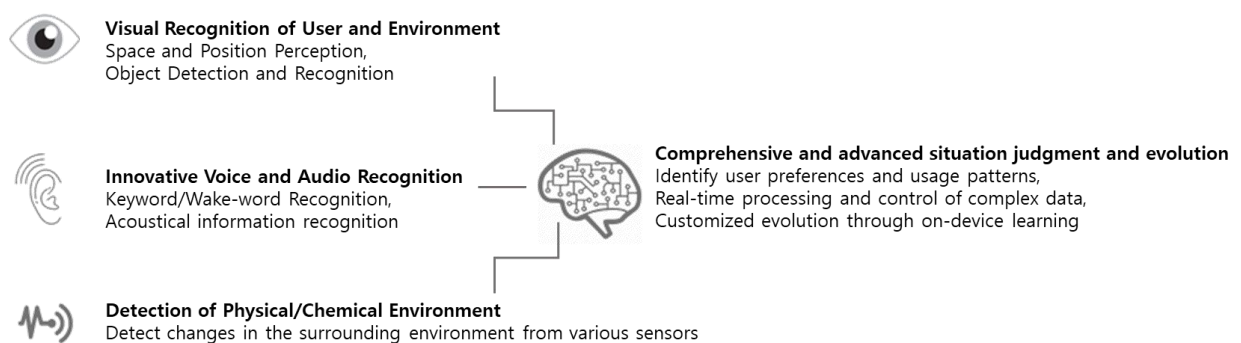 Visual Recognition of User and Environment
Space and Position Perception,
Object Detection and Recognition
Innovative Voice and Audio Recognition
Keyword/Wake-word Recognition,
Acoustical information recognition
Detection of Physical/Chemical Environment
Detect changes in the surrounding environment from various sensors
Comprehensive and advanced situation judgment and evolution
Identify user preferences and usage patterns,
Real-time processing and control of complex data,
Customized evolution through on-device learning